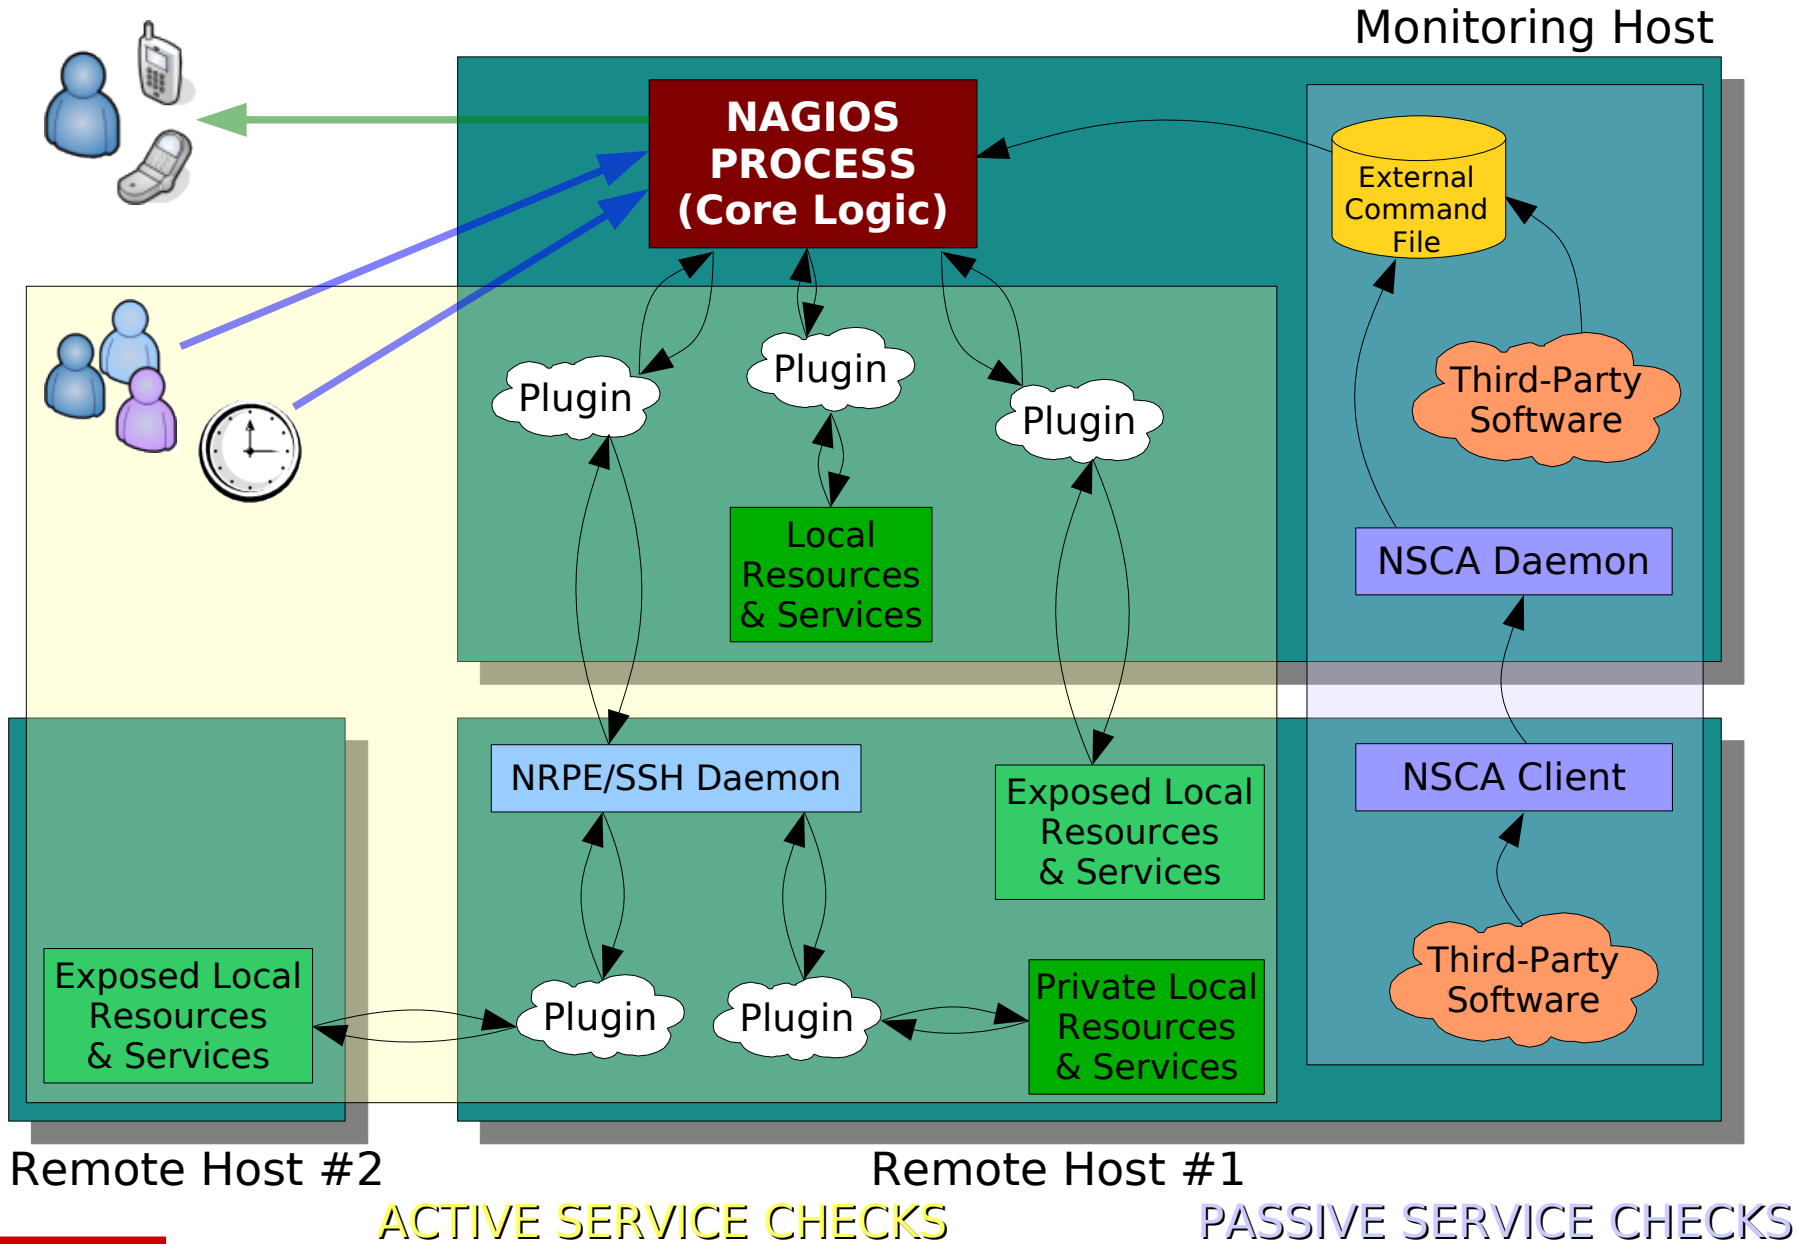 Monitoring Host
NAGIOS
PROCESS
(Core Logic)
External
Command
File
Plugin
Plugin
Plugin
Third-Party
Software
Local
Resources
& Services
NSCA Daemon
NRPE/SSH Daemon
Exposed Local
Resources
& Services
NSCA Client
Exposed Local
Resources
& Services
Plugin
Plugin
Private Local
Resources
& Services
Third-Party
Software
Remote Host #2
Remote Host #1
ACTIVE SERVICE CHECKS
PASSIVE SERVICE CHECKS